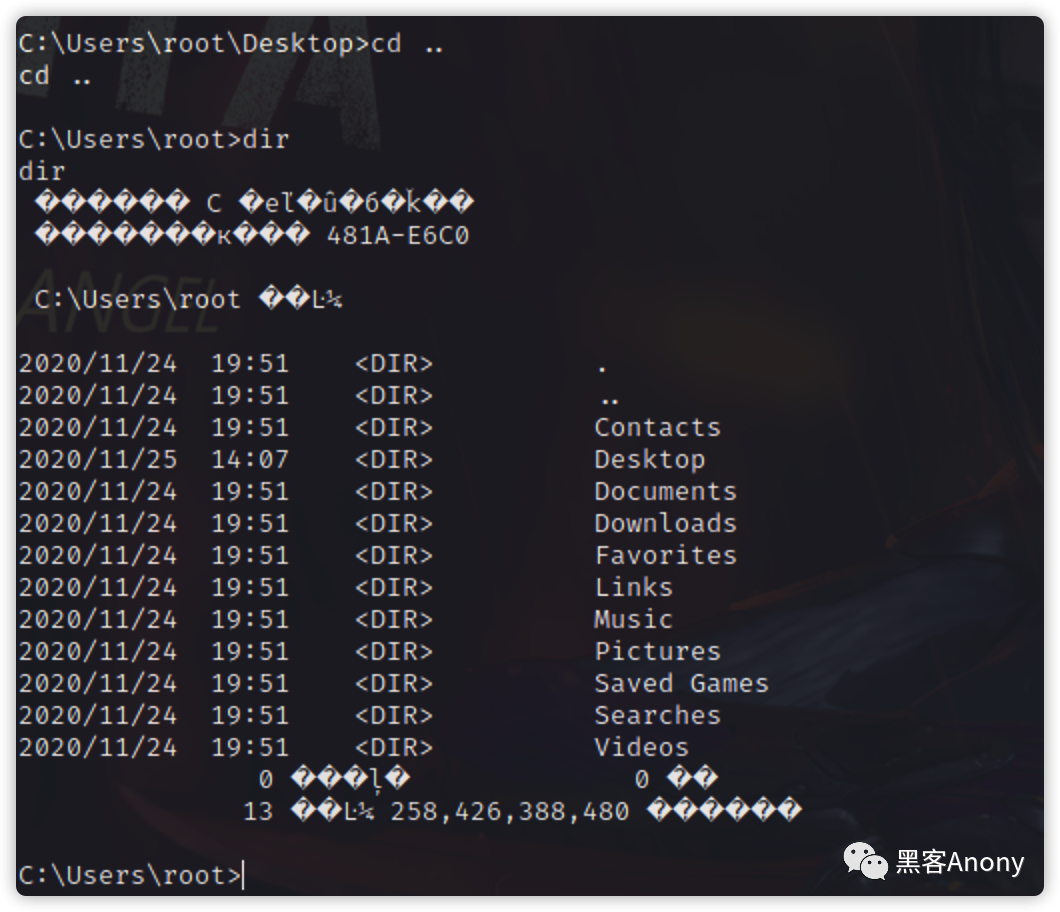 C:\Users\root\Desktop>cd ..
cd ..
C:\Users\root>dir
dir
������ C �eľ�û�б�ǩ��
�������к��� 481A-E6C0
C:\Users\root ��Ŀ¼
2020/11/24  19:51    <DIR>          .
2020/11/24  19:51    <DIR>          ..
2020/11/24  19:51    <DIR>          Contacts
2020/11/25  14:07    <DIR>          Desktop
2020/11/24  19:51    <DIR>          Documents
2020/11/24  19:51    <DIR>          Downloads
2020/11/24  19:51    <DIR>          Favorites
2020/11/24  19:51    <DIR>          Links
2020/11/24  19:51    <DIR>          Music
2020/11/24  19:51    <DIR>          Pictures
2020/11/24  19:51    <DIR>          Saved Games
2020/11/24  19:51    <DIR>          Searches
2020/11/24  19:51    <DIR>          Videos
0 ���ļ�              0 ��
13 ��Ŀ¼ 258,426,388,480 ������
C:\Users\root>
黑客Anony
ANGEL